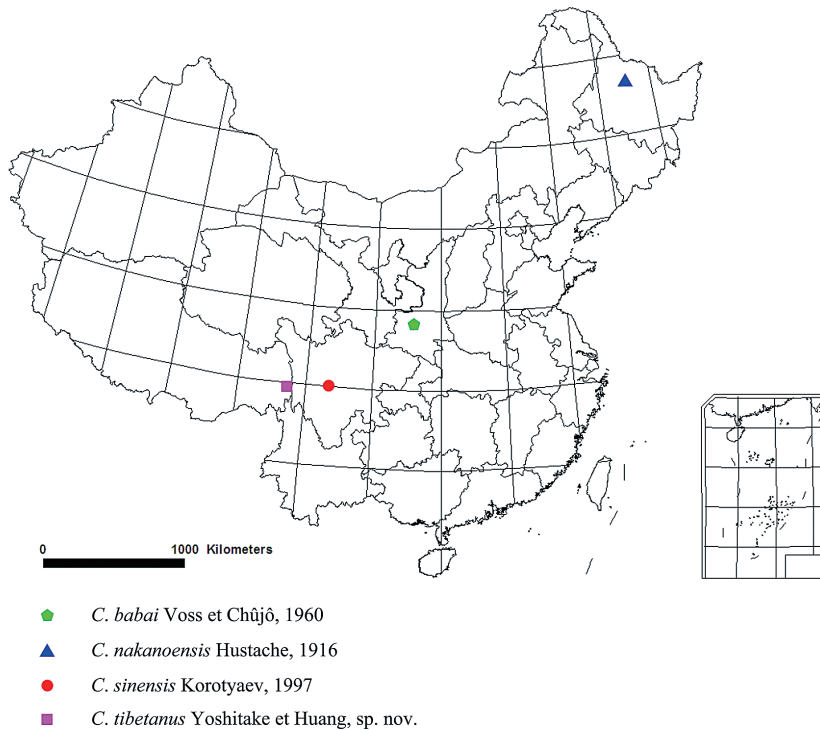 0 1000 Kilometers
C. babai Voss et Chûjô, 1960
C. nakanoensis Hustache, 1916
C. sinensis Korotyaev, 1997
C. tibetanus Yoshitake et Huang, sp. nov.